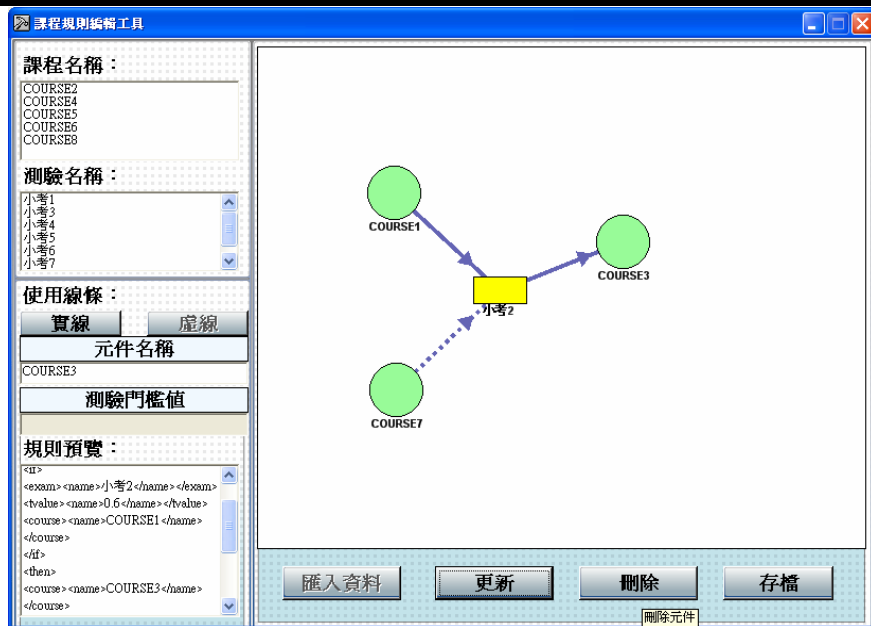 課程規則編輯工具
課程名稱：
COURSE2
COURSE4
COURSE5
COURSE6
COURSE8
測驗名稱：
小考1
小考3
小考4
小考5
小考6
小考7
使用線條：
實線
虛線
元件名稱
COURSE3
測驗門檻值
規則預覽：
<if>
<exam><name>小考2</name></exam>
<tvalue><name>0.6</name></tvalue>
<course><name>COURSE1</name>
</course>
</if>
<then>
<course><name>COURSE3</name>
</course>
COURSE1
COURSE3
小考2
COURSE7
匯入資料
更新
刪除
存檔
刪除元件